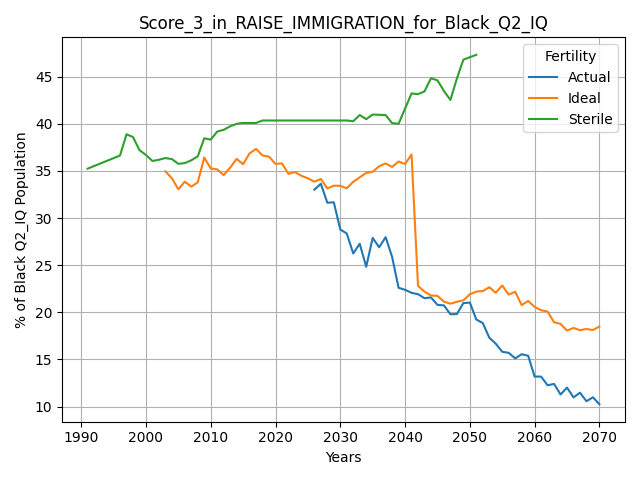 Score_3_in_RAISE_IMMIGRATION_for_Black_Q2_IQ
% of Black Q2_IQ Population
45
40
35
30
25
20
15
10
Fertility
Actual
Ideal
Sterile
1990 2000 2010 2020 2030 2040 2050 2060 2070
Years